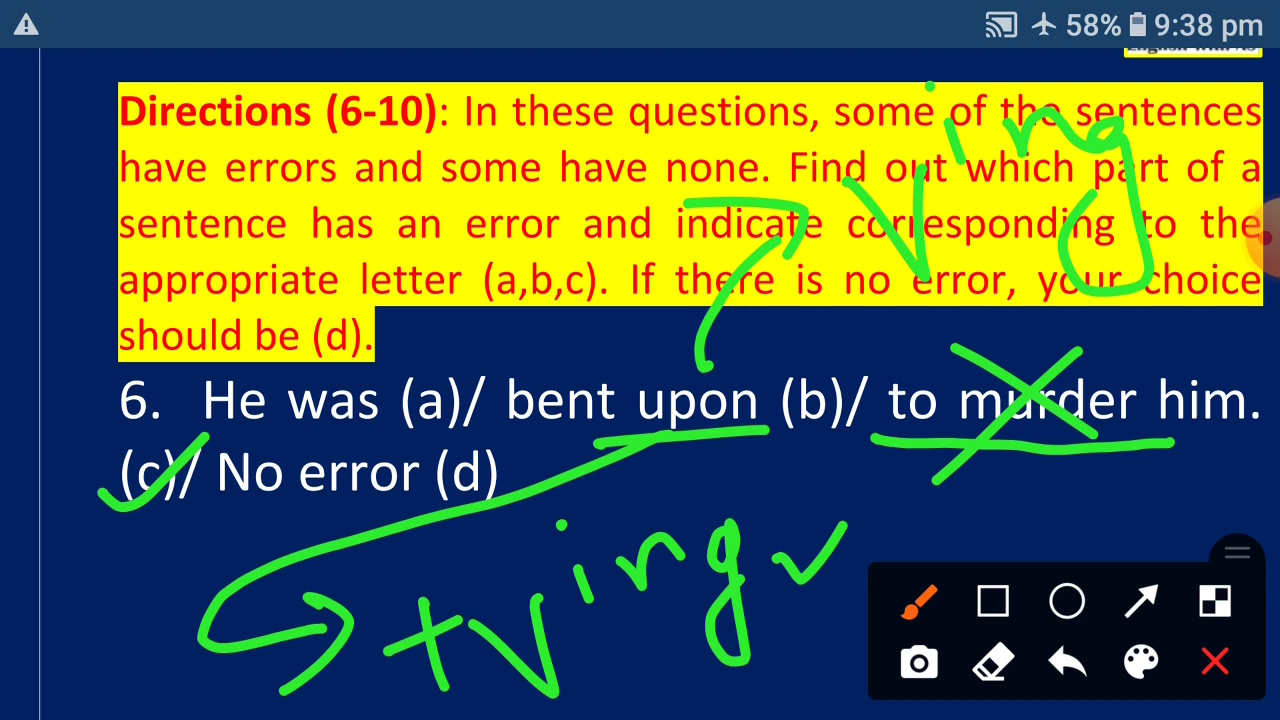 58% 9:38 pm
Directions (6-10): In these questions, some of the sentences
have errors and some have none. Find out which part of a
sentence has an error and indicate corresponding to the
appropriate letter (a,b,c). If there is no error, your choice
should be (d).
Ving
6. He was (a)/ bent upon (b)/ to murder him.
(c)/ No error (d)
+Ving